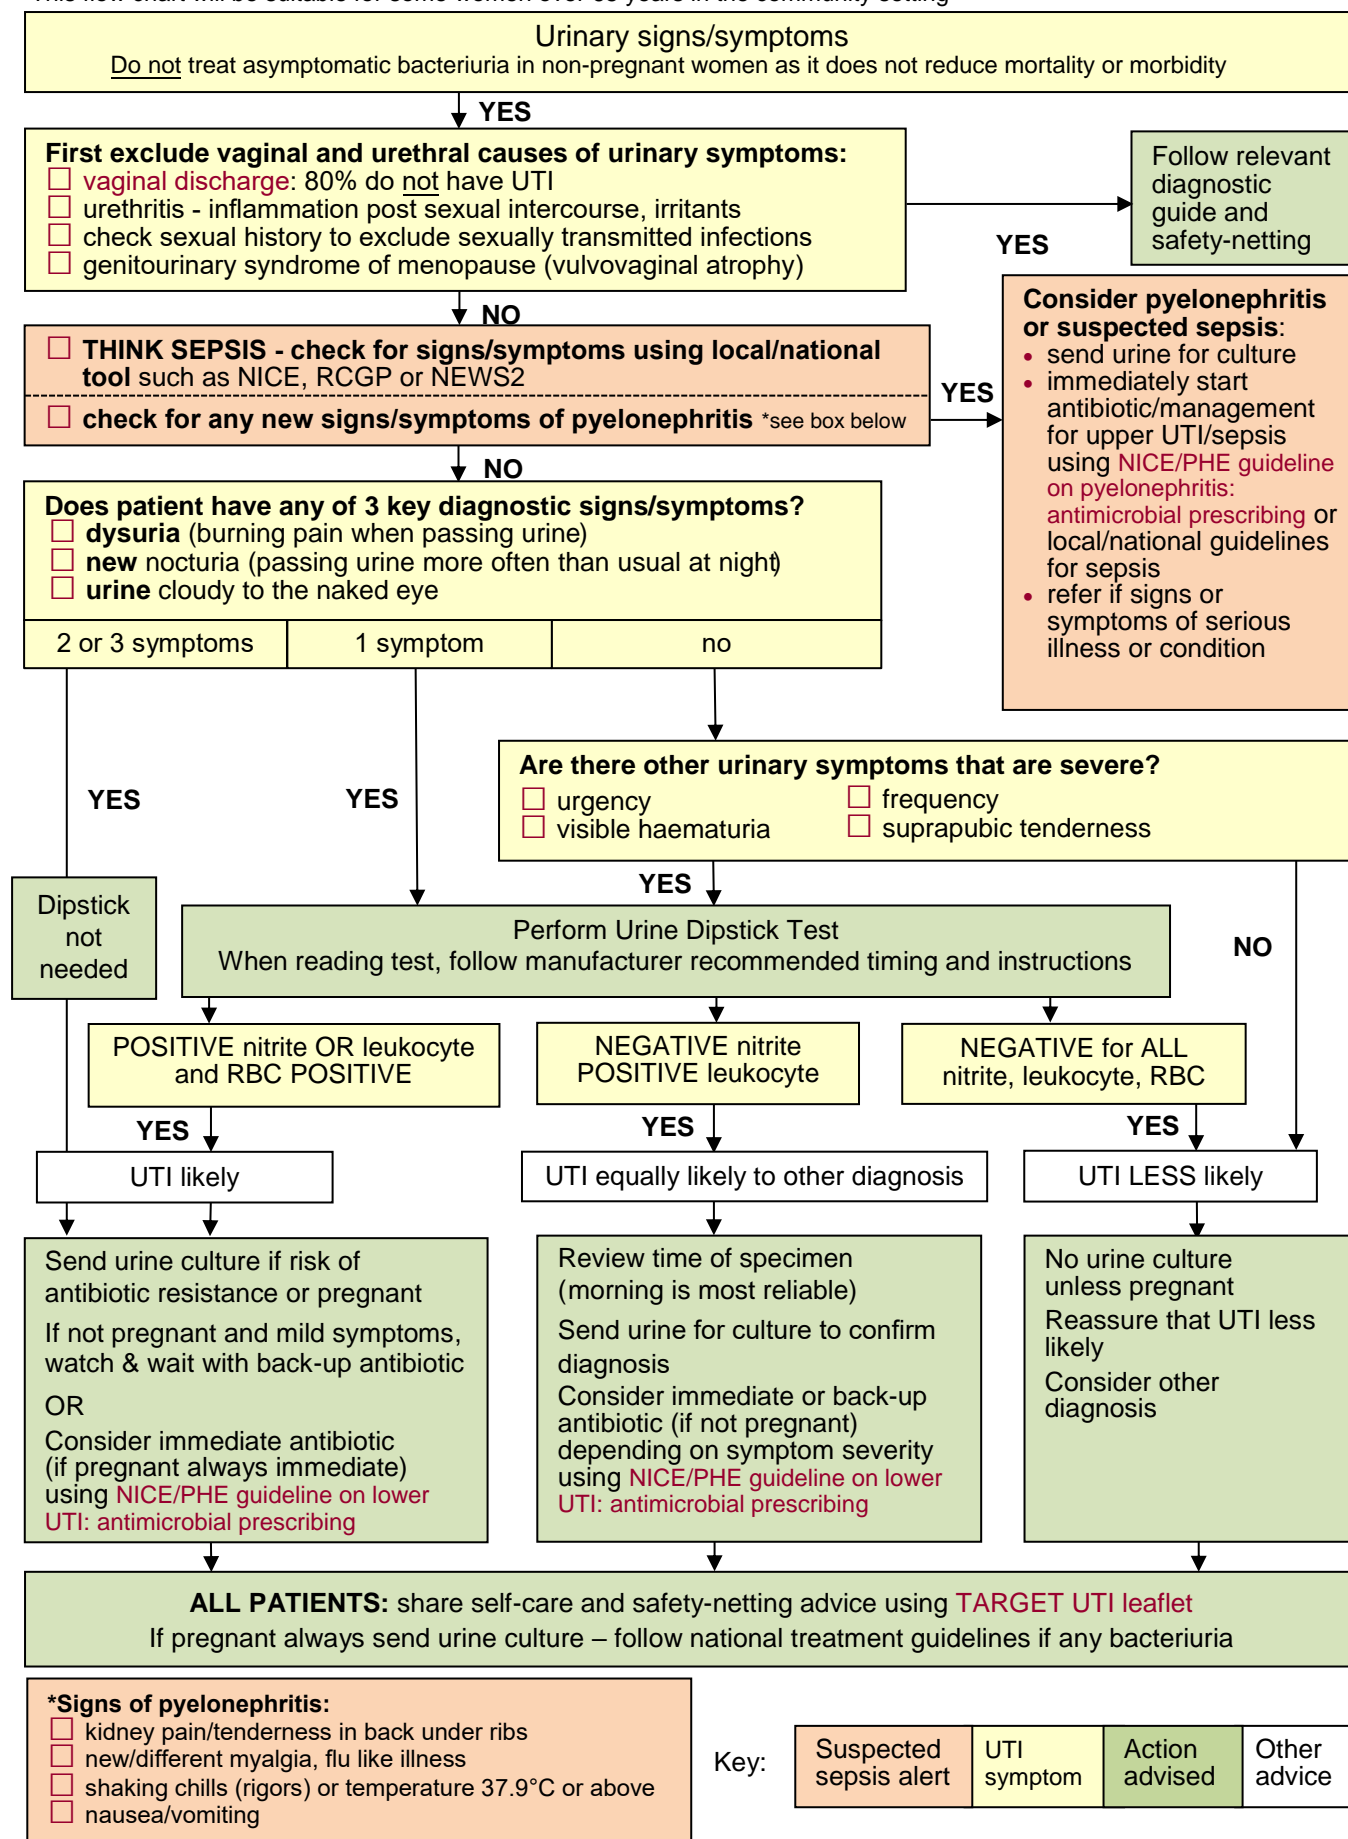 This flow chart will be suitable for some women over 65 years in the community setting
Urinary signs/symptoms
Do not treat asymptomatic bacteriuria in non-pregnant women as it does not reduce mortality or morbidity
YES
First exclude vaginal and urethral causes of urinary symptoms:
vaginal discharge: 80% do not have UTI
urethritis - inflammation post sexual intercourse, irritants
check sexual history to exclude sexually transmitted infections
genitourinary syndrome of menopause (vulvovaginal atrophy)
YES
Follow relevant
diagnostic
guide and
safety-netting
NO
THINK SEPSIS - check for signs/symptoms using local/national
tool such as NICE, RCGP or NEWS2
check for any new signs/symptoms of pyelonephritis *see box below
YES
Consider pyelonephritis
or suspected sepsis:
• send urine for culture
• immediately start
antibiotic/management
for upper UTI/sepsis
using NICE/PHE guideline
on pyelonephritis:
antimicrobial prescribing or
local/national guidelines
for sepsis
• refer if signs or
symptoms of serious
illness or condition
NO
Does patient have any of 3 key diagnostic signs/symptoms?
dysuria (burning pain when passing urine)
new nocturia (passing urine more often than usual at night)
urine cloudy to the naked eye
2 or 3 symptoms
1 symptom
no
YES
YES
Are there other urinary symptoms that are severe?
urgency
frequency
visible haematuria
suprapubic tenderness
YES
NO
Dipstick
not
needed
Perform Urine Dipstick Test
When reading test, follow manufacturer recommended timing and instructions
POSITIVE nitrite OR leukocyte
and RBC POSITIVE
NEGATIVE nitrite
POSITIVE leukocyte
NEGATIVE for ALL
nitrite, leukocyte, RBC
YES
YES
YES
UTI likely
UTI equally likely to other diagnosis
UTI LESS likely
Send urine culture if risk of
antibiotic resistance or pregnant
If not pregnant and mild symptoms,
watch & wait with back-up antibiotic
OR
Consider immediate antibiotic
(if pregnant always immediate)
using NICE/PHE guideline on lower
UTI: antimicrobial prescribing
Review time of specimen
(morning is most reliable)
Send urine for culture to confirm
diagnosis
Consider immediate or back-up
antibiotic (if not pregnant)
depending on symptom severity
using NICE/PHE guideline on lower
UTI: antimicrobial prescribing
No urine culture
unless pregnant
Reassure that UTI less
likely
Consider other
diagnosis
ALL PATIENTS: share self-care and safety-netting advice using TARGET UTI leaflet
If pregnant always send urine culture – follow national treatment guidelines if any bacteriuria
*Signs of pyelonephritis:
kidney pain/tenderness in back under ribs
new/different myalgia, flu like illness
shaking chills (rigors) or temperature 37.9°C or above
nausea/vomiting
Key:
Suspected
sepsis alert
UTI
symptom
Action
advised
Other
advice